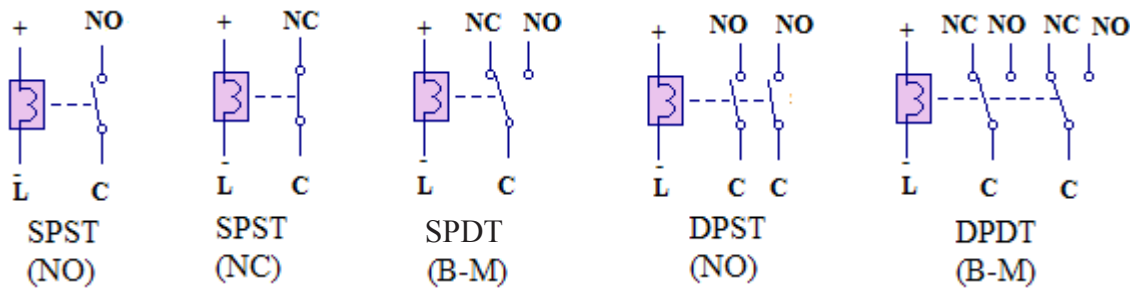 + NO + NC + NC NO + NO NO + NC NO NC NO
- L C - L C - L C - L C C - L C C
SPST SPST SPDT DPST DPDT
(NO) (NC) (B-M) (NO) (B-M)